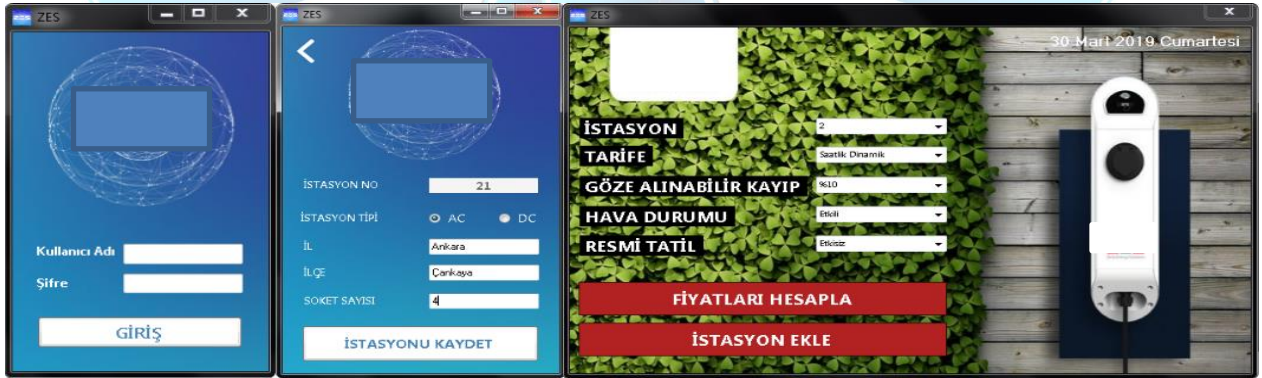 ZES
Kullanıcı Adı
Şifre
GİRİŞ
ZES
İSTASYON NO 21
İSTASYON TİPİ AC DC
İL Ankara
İLÇE Çankaya
SOKET SAYISI 4
İSTASYONU KAYDET
ZES
30 Mart 2019 Cumartesi
İSTASYON 2
TARİFE Saatlik Dinamik
GÖZE ALINABİLİR KAYIP %10
HAVA DURUMU Etkili
RESMİ TATİL Etkisiz
FİYATLARI HESAPLA
İSTASYON EKLE